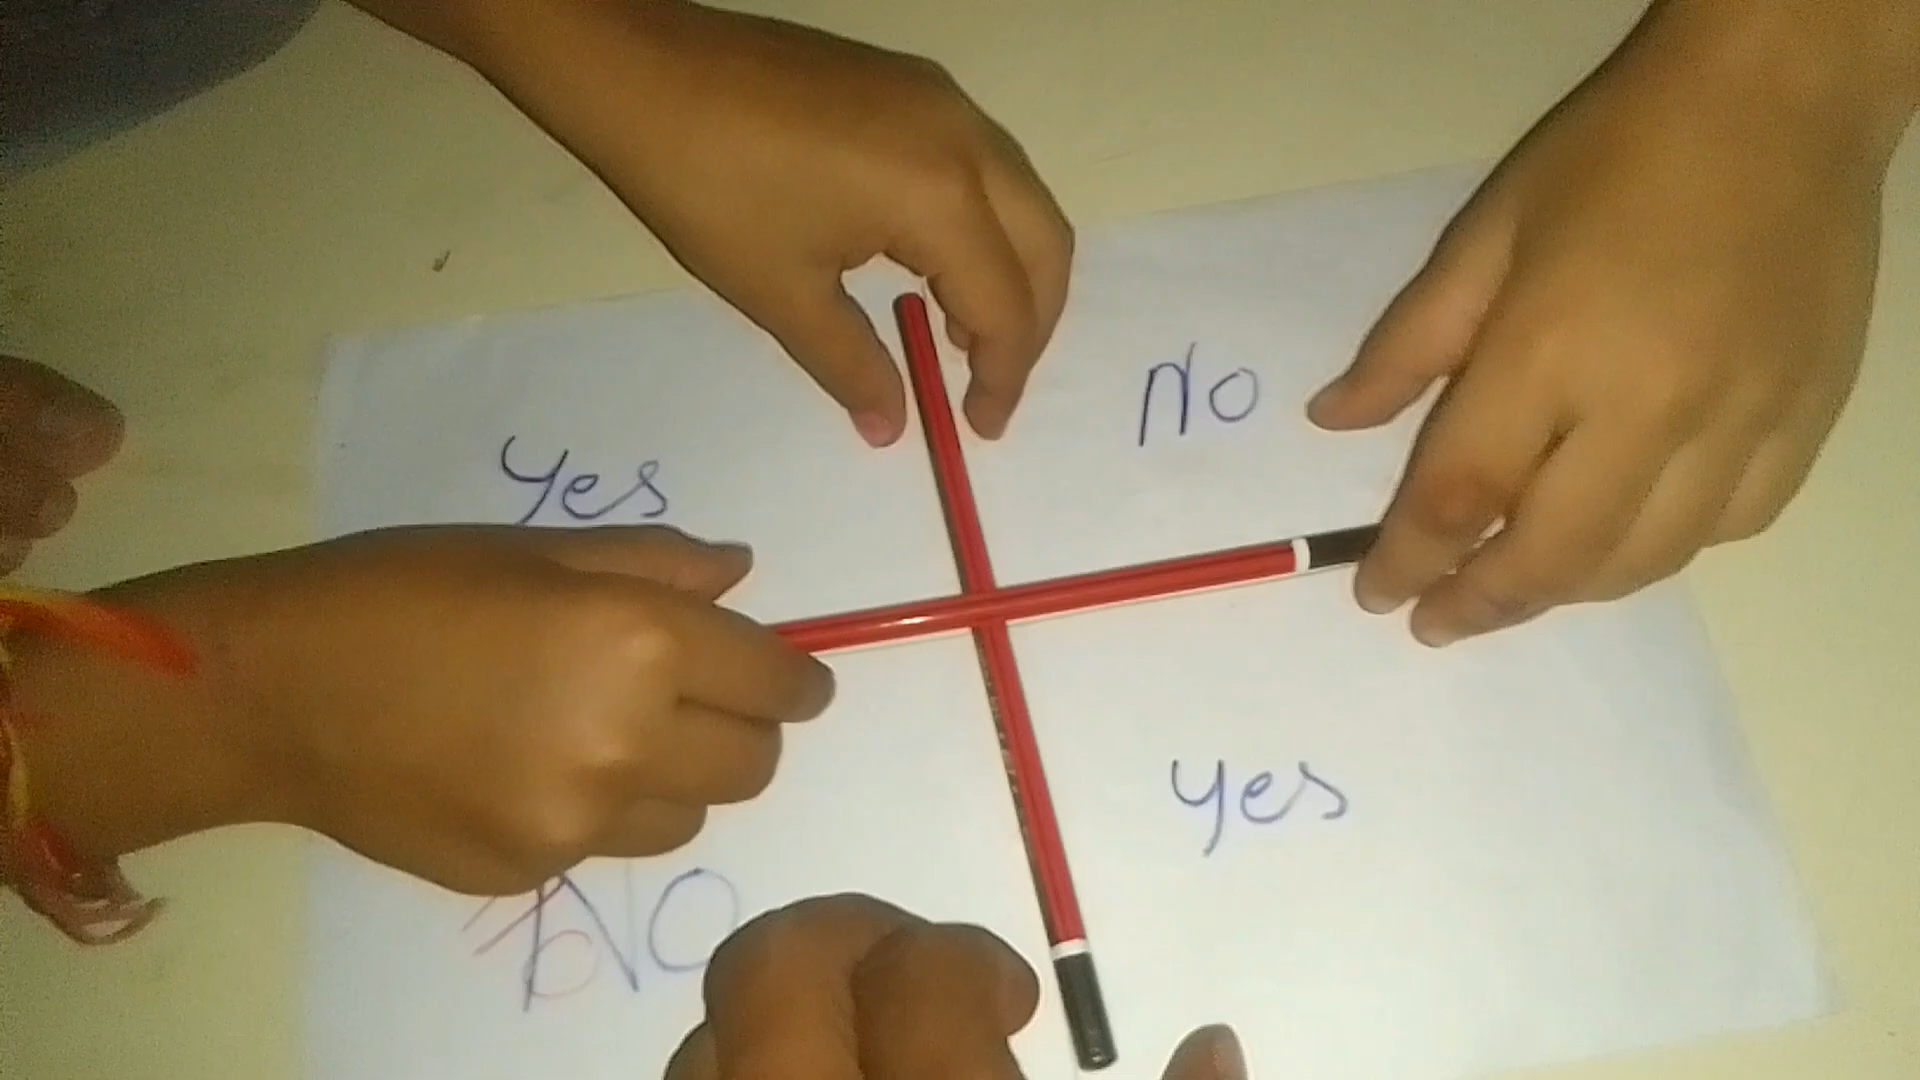 Yes
No
Yes
NO